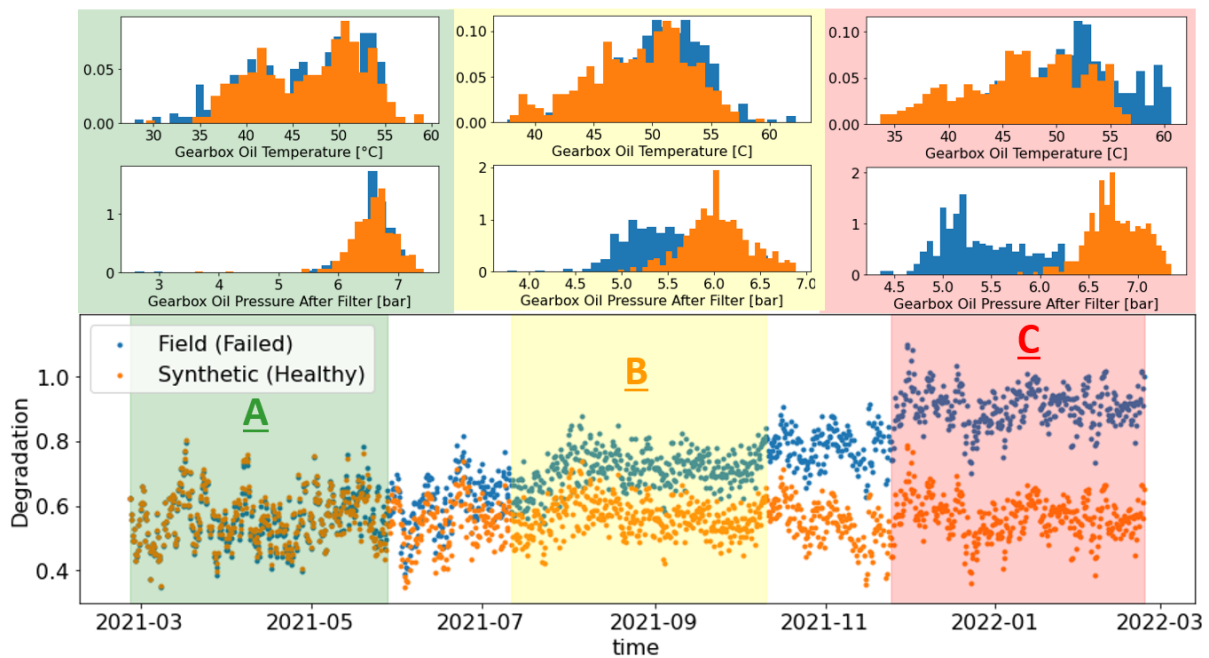 0.05
0.00
30 35 40 45 50 55 60
Gearbox Oil Temperature [°C]
0.10
0.05
0.00
40 45 50 55 60
Gearbox Oil Temperature [C]
0.10
0.05
0.00
35 40 45 50 55 60
Gearbox Oil Temperature [C]
1
0
3 4 5 6 7
Gearbox Oil Pressure After Filter [bar]
2
1
0
4.0 4.5 5.0 5.5 6.0 6.5 7.0
Gearbox Oil Pressure After Filter [bar]
2
1
0
4.5 5.0 5.5 6.0 6.5 7.0
Gearbox Oil Pressure After Filter [bar]
Field (Failed)
Synthetic (Healthy)
A
B
C
Degradation
1.0
0.8
0.6
0.4
2021-03 2021-05 2021-07 2021-09 2021-11 2022-01 2022-03
time